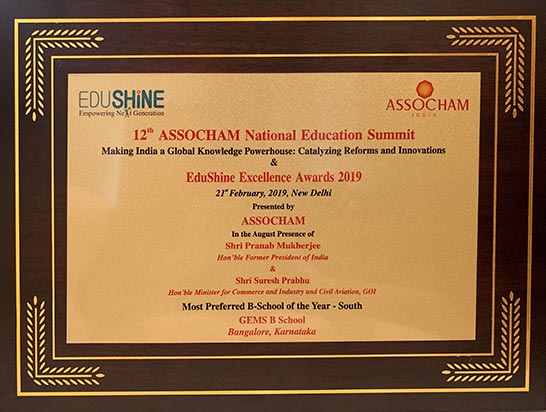 EDUSHiNE
Empowering NeXt Generation
ASSOCHAM
INDIA
12th ASSOCHAM National Education Summit
Making India a Global Knowledge Powerhouse: Catalyzing Reforms and Innovations
&
EduShine Excellence Awards 2019
21st February, 2019, New Delhi
Presented by
ASSOCHAM
In the August Presence of
Shri Pranab Mukherjee
Hon'ble Former President of India
&
Shri Suresh Prabhu
Hon'ble Minister for Commerce and Industry and Civil Aviation, GOI
Most Preferred B-School of the Year - South
GEMS B School
Bangalore, Karnataka